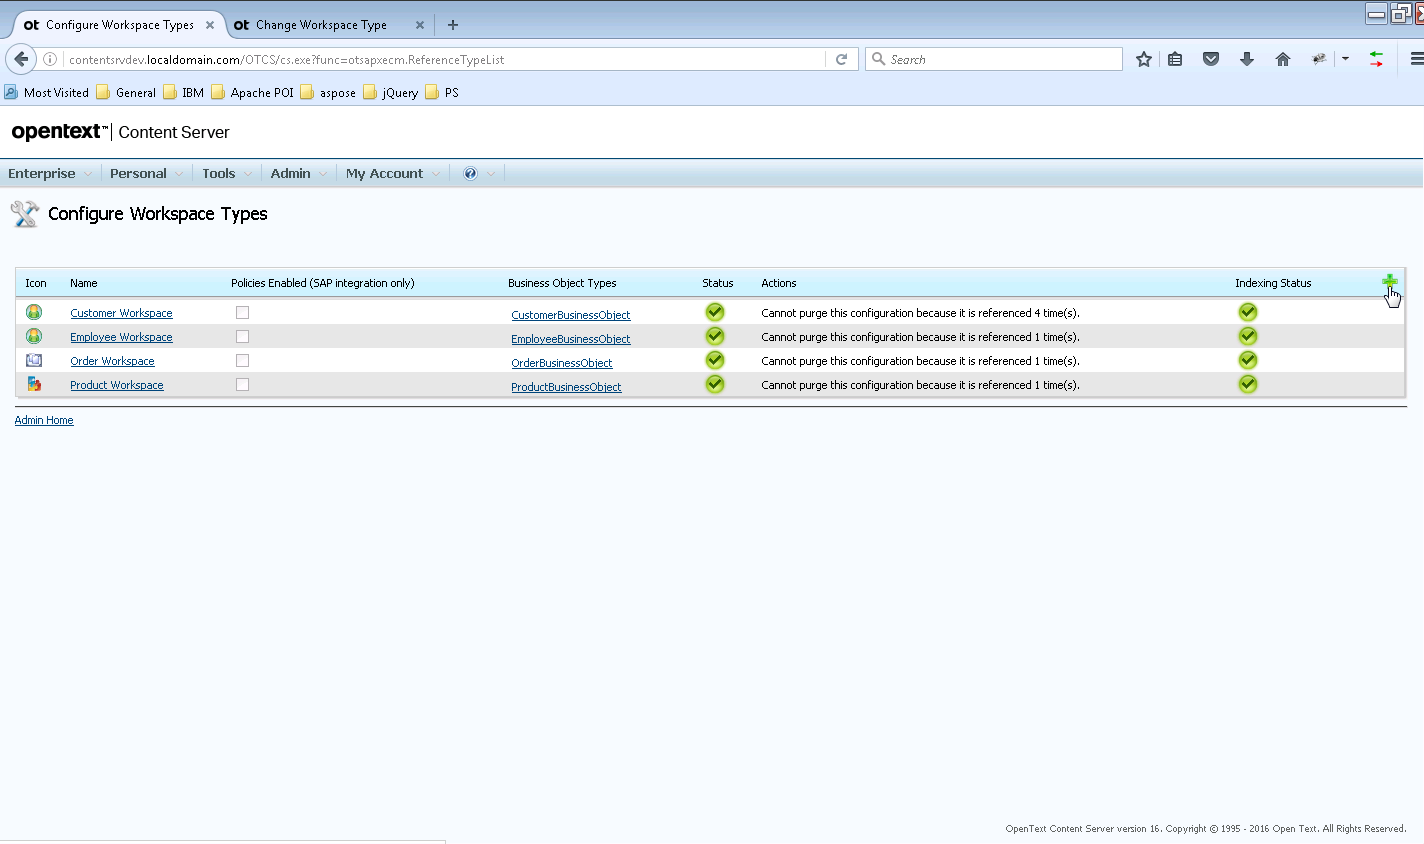 ot Configure Workspace Types
ot Change Workspace Type
contentsrvdev.localdomain.com/OTCS/cs.exe?func=otsapxecm.ReferenceTypeList
Search
Most Visited General IBM Apache POI aspose jQuery PS
opentext™ | Content Server
Enterprise Personal Tools Admin My Account ?
Configure Workspace Types
Icon Name Policies Enabled (SAP integration only) Business Object Types Status Actions Indexing Status
Customer Workspace CustomerBusinessObject Cannot purge this configuration because it is referenced 4 time(s).
Employee Workspace EmployeeBusinessObject Cannot purge this configuration because it is referenced 1 time(s).
Order Workspace OrderBusinessObject Cannot purge this configuration because it is referenced 1 time(s).
Product Workspace ProductBusinessObject Cannot purge this configuration because it is referenced 1 time(s).
Admin Home
OpenText Content Server version 16. Copyright © 1995 - 2016 Open Text. All Rights Reserved.